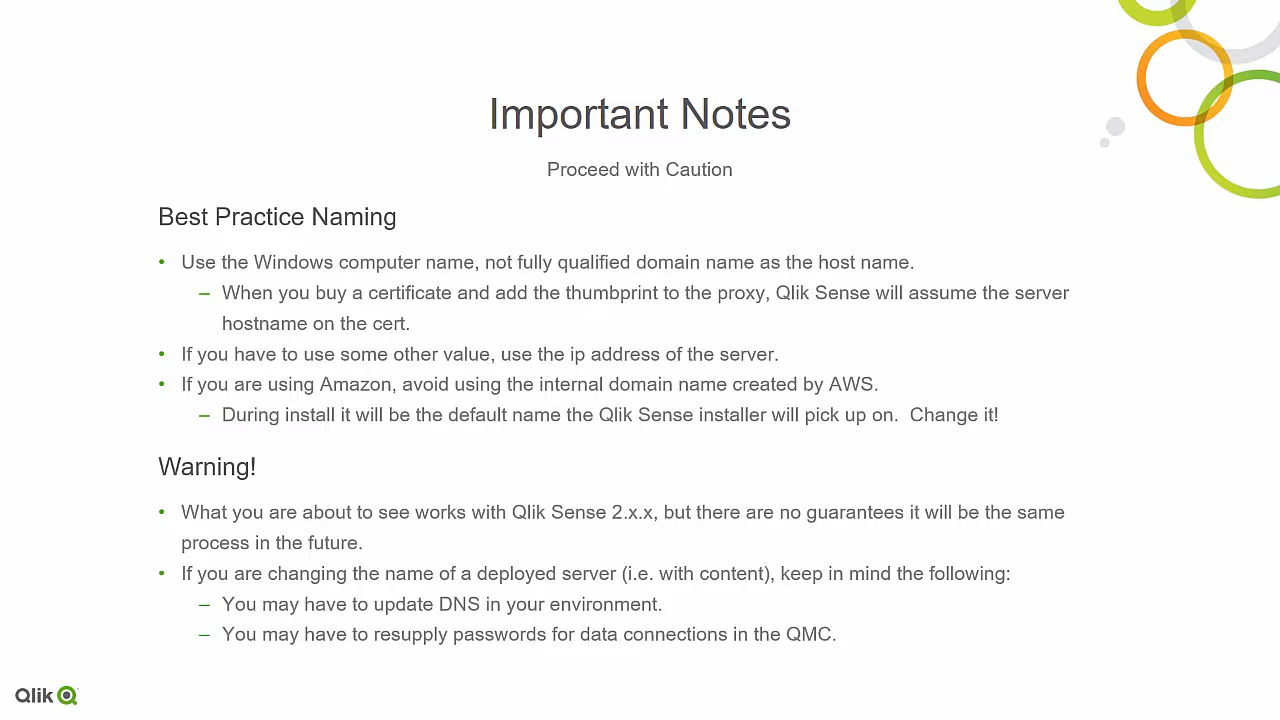 Important Notes
Proceed with Caution
Best Practice Naming
• Use the Windows computer name, not fully qualified domain name as the host name.
– When you buy a certificate and add the thumbprint to the proxy, Qlik Sense will assume the server
hostname on the cert.
• If you have to use some other value, use the ip address of the server.
• If you are using Amazon, avoid using the internal domain name created by AWS.
– During install it will be the default name the Qlik Sense installer will pick up on.  Change it!
Warning!
• What you are about to see works with Qlik Sense 2.x.x, but there are no guarantees it will be the same
process in the future.
• If you are changing the name of a deployed server (i.e. with content), keep in mind the following:
– You may have to update DNS in your environment.
– You may have to resupply passwords for data connections in the QMC.
Qlik